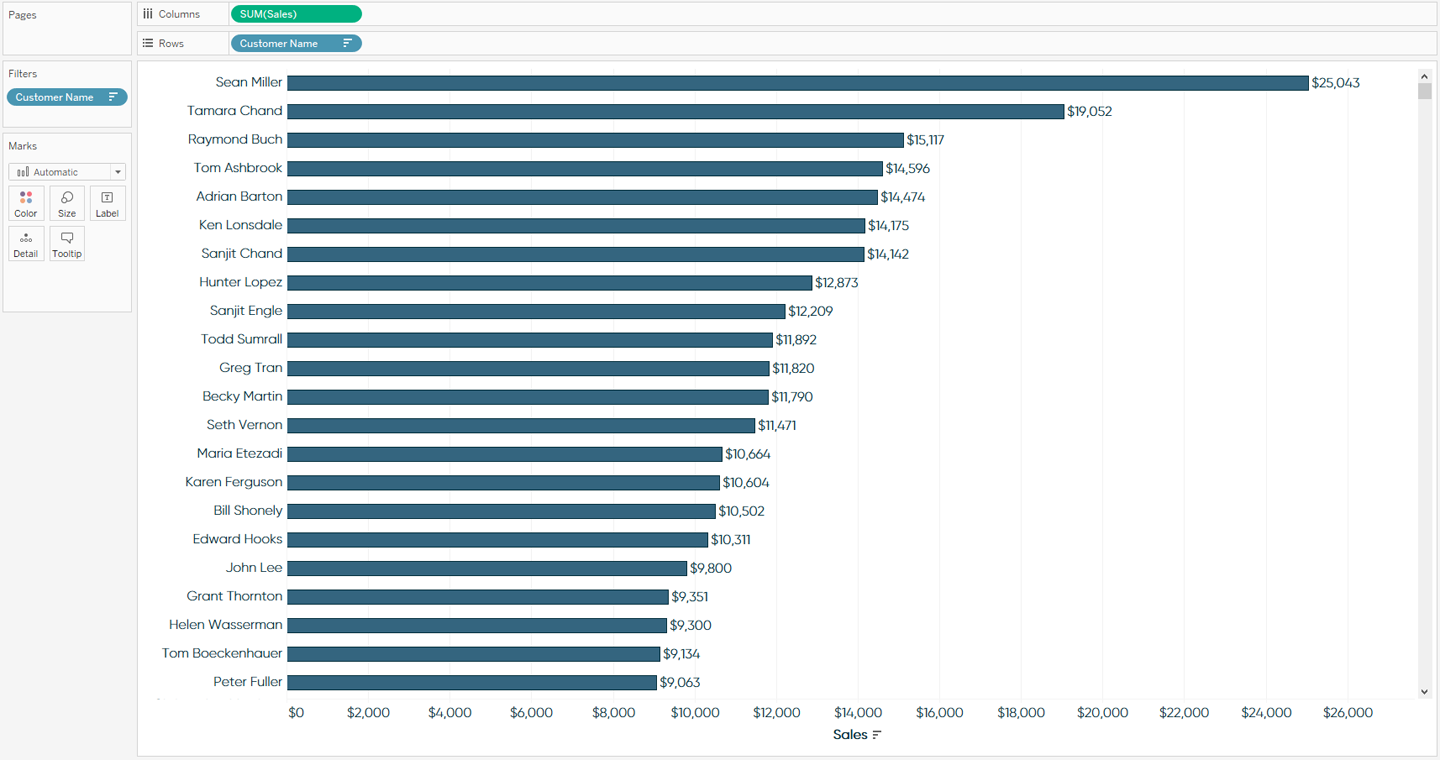 Pages
Columns
SUM(Sales)
Rows
Customer Name
Filters
Customer Name
Marks
Automatic
Color
Size
Label
Detail
Tooltip
Sean Miller $25,043
Tamara Chand $19,052
Raymond Buch $15,117
Tom Ashbrook $14,596
Adrian Barton $14,474
Ken Lonsdale $14,175
Sanjit Chand $14,142
Hunter Lopez $12,873
Sanjit Engle $12,209
Todd Sumrall $11,892
Greg Tran $11,820
Becky Martin $11,790
Seth Vernon $11,471
Maria Etezadi $10,664
Karen Ferguson $10,604
Bill Shonely $10,502
Edward Hooks $10,311
John Lee $9,800
Grant Thornton $9,351
Helen Wasserman $9,300
Tom Boeckenhauer $9,134
Peter Fuller $9,063
$0 $2,000 $4,000 $6,000 $8,000 $10,000 $12,000 $14,000 $16,000 $18,000 $20,000 $22,000 $24,000 $26,000
Sales